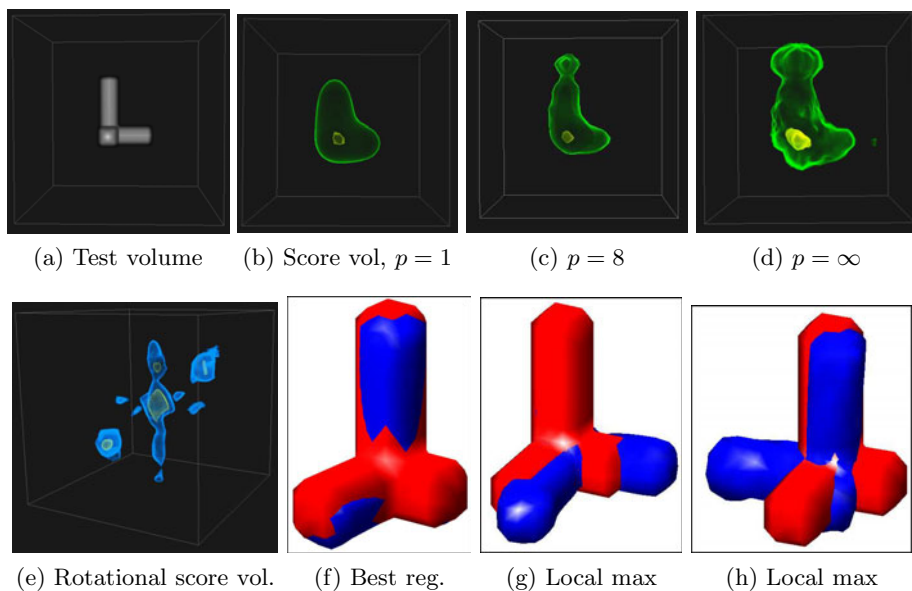 (a) Test volume
(b) Score vol, p = 1
(c) p = 8
(d) p = ∞
(e) Rotational score vol.
(f) Best reg.
(g) Local max
(h) Local max